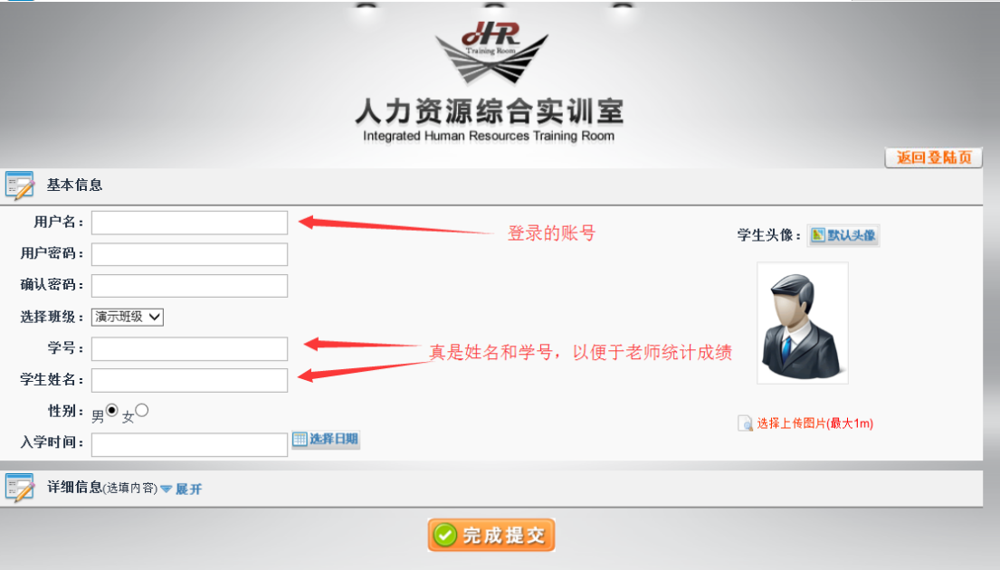 HR
Training Room
人力资源综合实训室
Integrated Human Resources Training Room
返回登陆页
基本信息
用户名：
登录的账号
学生头像： 默认头像
用户密码：
确认密码：
选择班级： 演示班级
学号：
真是姓名和学号，以便于老师统计成绩
学生姓名：
性别： 男 女
选择上传图片(最大1m)
入学时间： 选择日期
详细信息(选填内容) 展开
完成提交